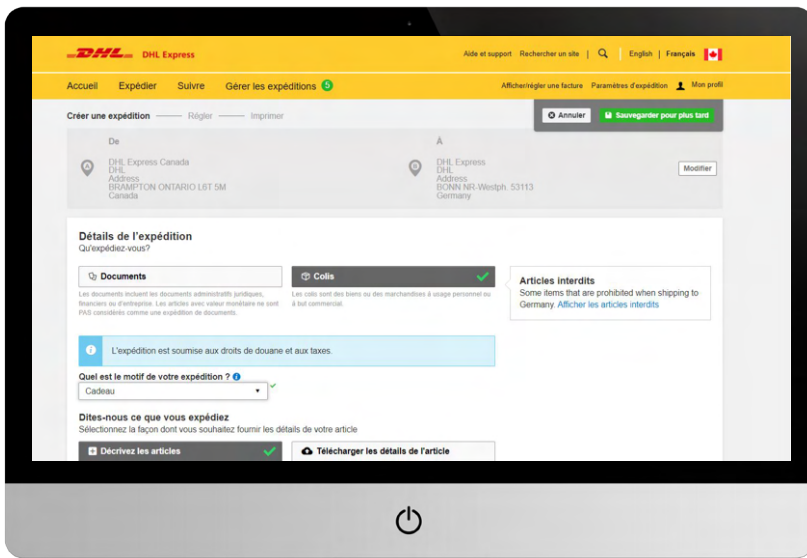 DHL DHL Express
Aide et support Rechercher un site | English | Français
Accueil Expédier Suivre Gérer les expéditions 5
Afficher/régler une facture Paramètres d'expédition Mon profil
Créer une expédition Régler Imprimer
Annuler Sauvegarder pour plus tard
De
A DHL Express Canada
DHL
Address
BRAMPTON ONTARIO L6T 5M
Canada
À
B DHL Express
DHL
Address
BONN NR-Westph. 53113
Germany
Modifier
Détails de l'expédition
Qu'expédiez-vous?
Documents
Les documents incluent les documents adminstratifs juridiques,
financiers ou d'entreprise. Les articles avec valeur monétaire ne sont
PAS considérés comme une expédition de documents.
Colis
Les colis sont des biens ou des marchandises à usage personnel ou
à but commercial.
Articles interdits
Some items that are prohibited when shipping to
Germany. Afficher les articles interdits
L'expédition est soumise aux droits de douane et aux taxes.
Quel est le motif de votre expédition ?
Cadeau
Dites-nous ce que vous expédiez
Sélectionnez la façon dont vous souhaitez fournir les détails de votre article
Décrivez les articles
Télécharger les détails de l'article